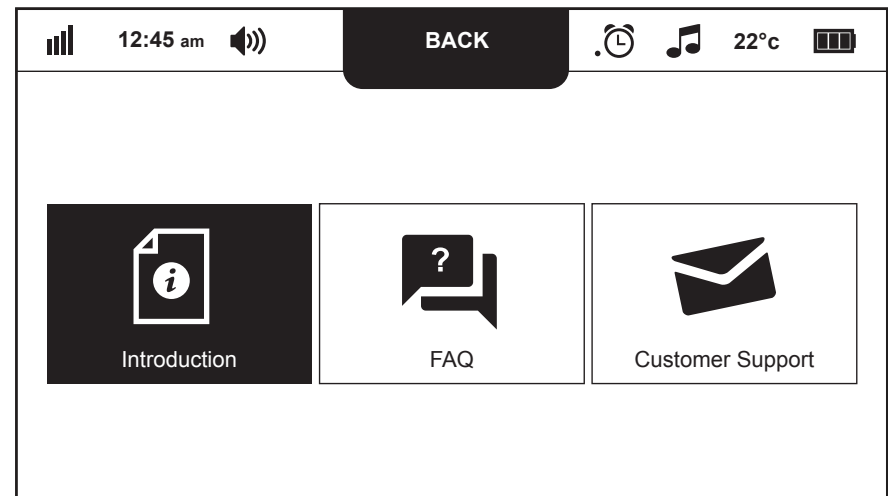 12:45 am
BACK
22°c
?
i
Introduction
FAQ
Customer Support